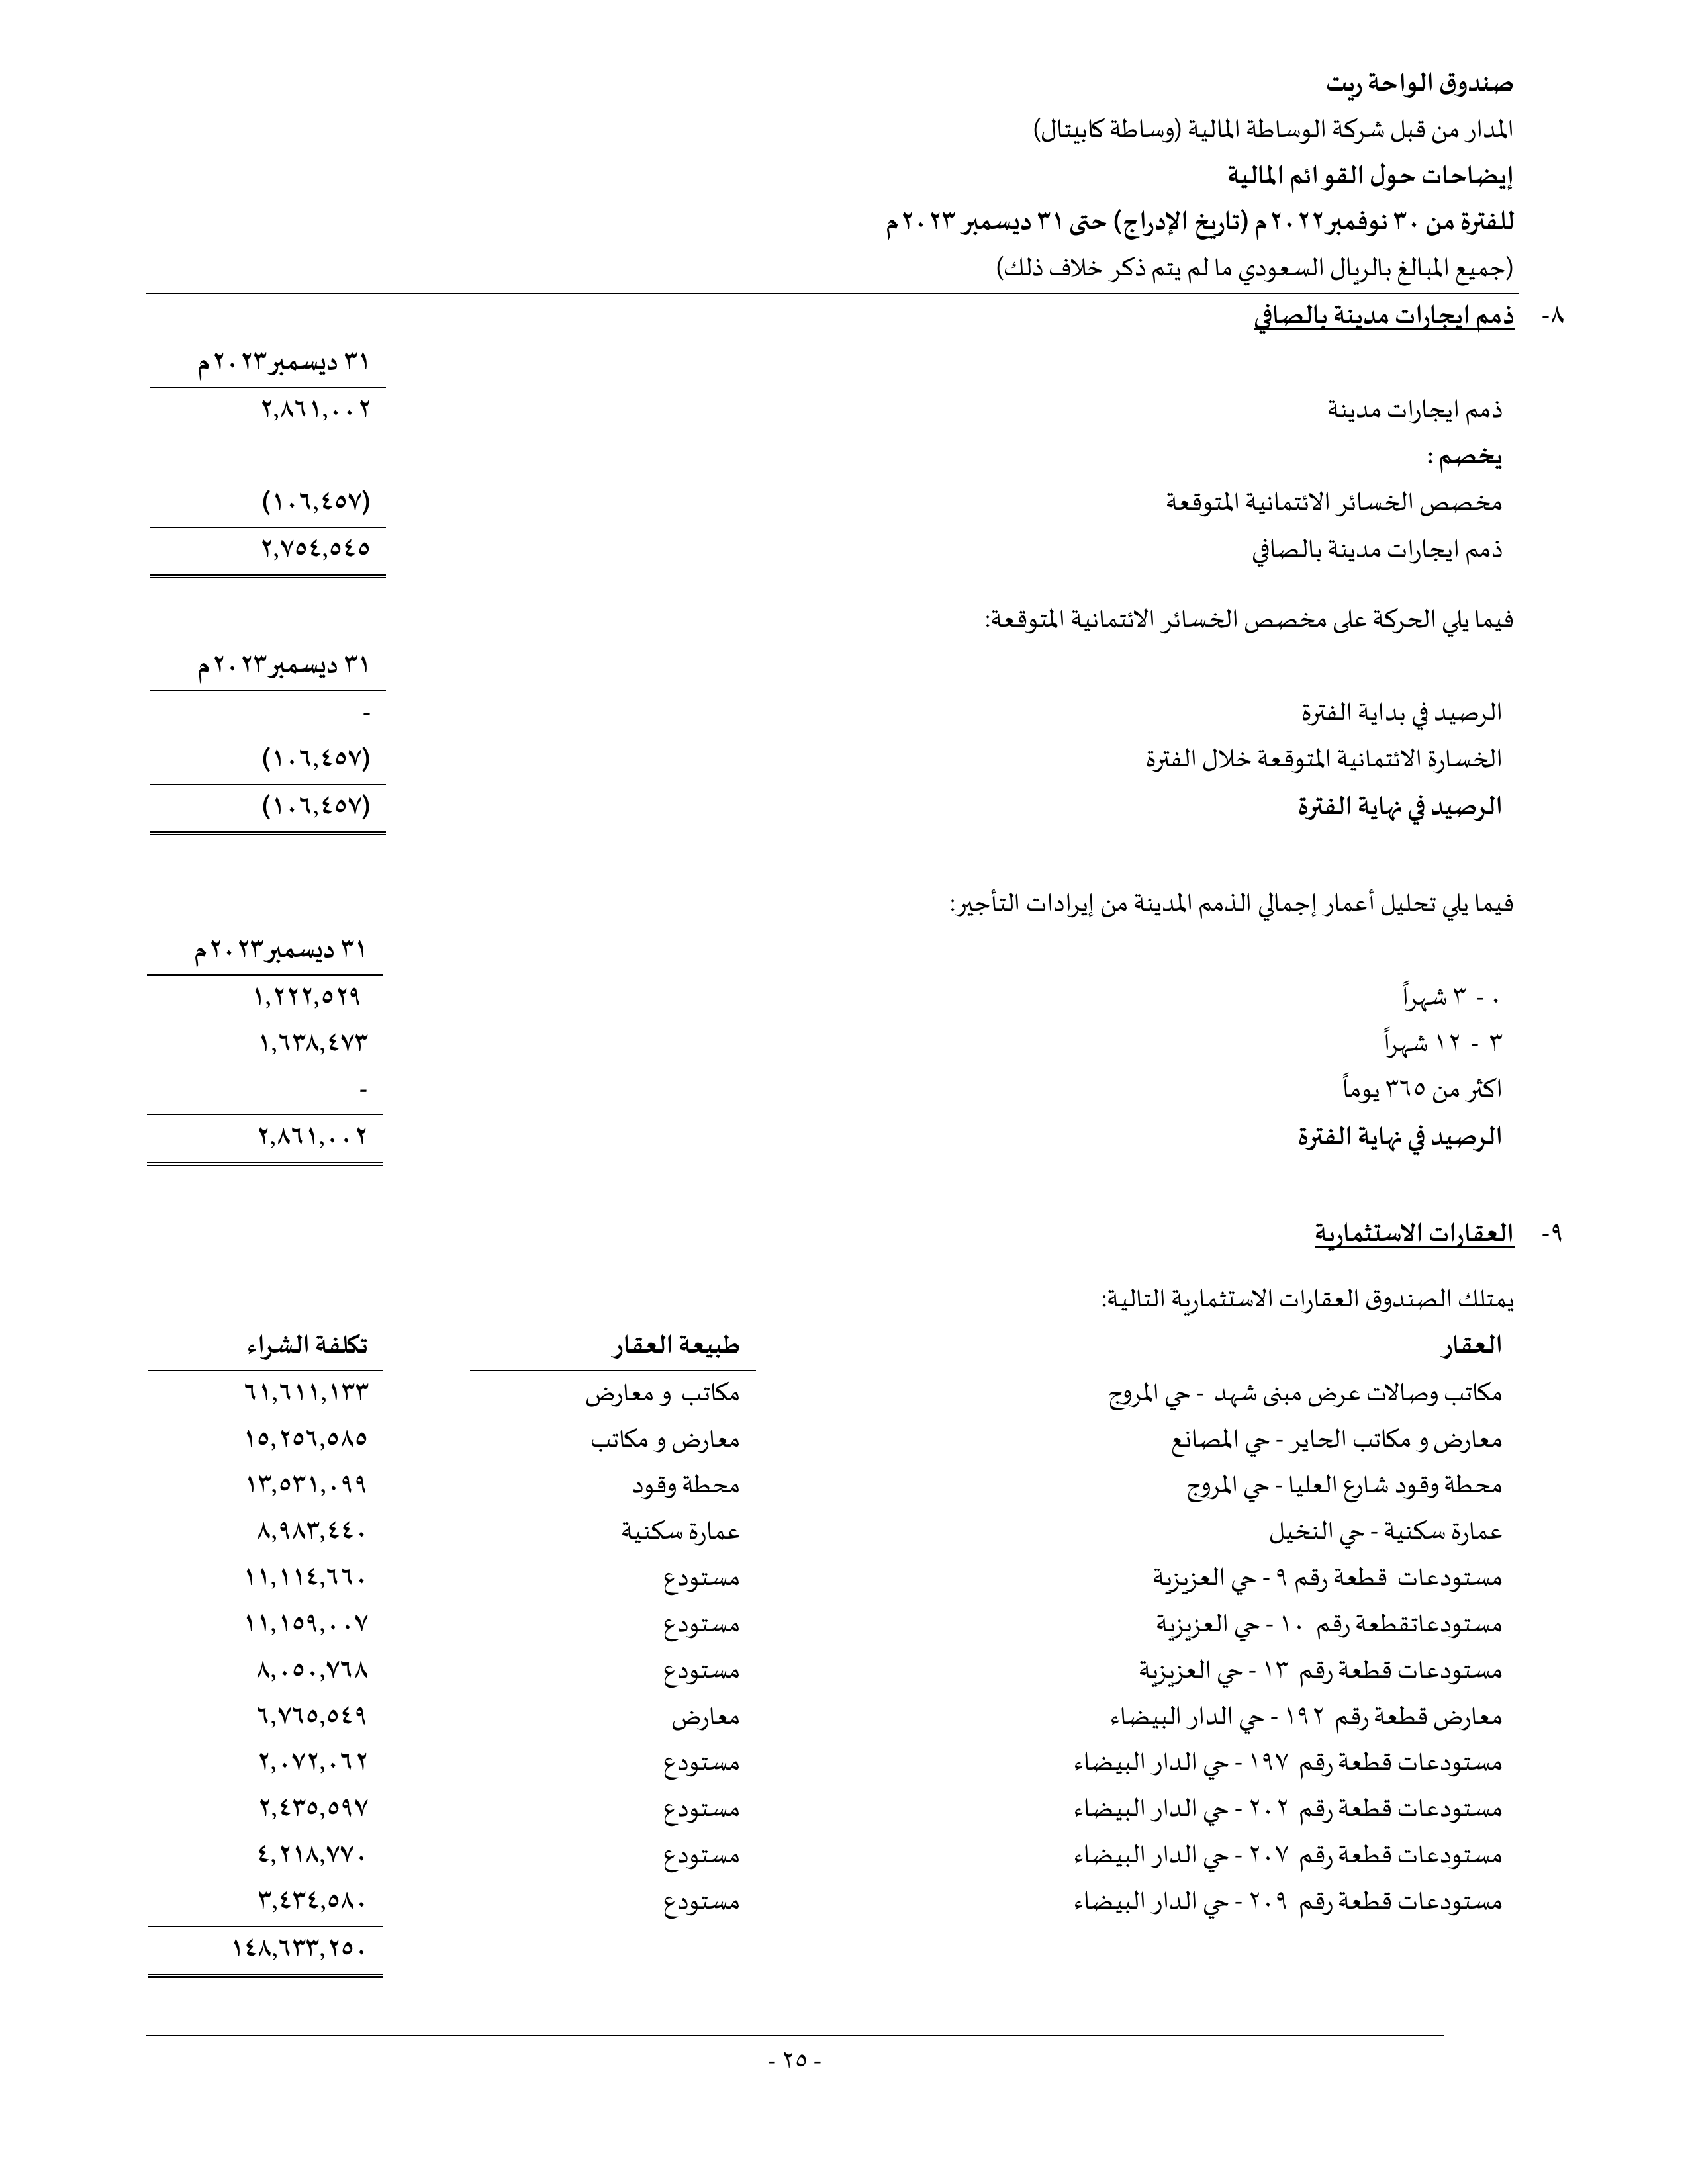 صندوق الواحة ريت
المدار من قبل شركة الوساطة المالية (وساطة كابيتال)
إيضاحات حول القوائم المالية
للفترة من ٣٠ نوفمبر ٢٠٢٢م (تاريخ الإدراج) حتى ٣١ ديسمبر ٢٠٢٣م
(جميع المبالغ بالريال السعودي ما لم يتم ذكر خلاف ذلك)
٨- ذمم ايجارات مدينة بالصافي
٣١ ديسمبر ٢٠٢٣م
ذمم ايجارات مدينة ٢,٨٦١,٠٠٢
يخصم :
مخصص الخسائر الائتمانية المتوقعة (١٠٦,٤٥٧)
ذمم ايجارات مدينة بالصافي ٢,٧٥٤,٥٤٥
فيما يلي الحركة على مخصص الخسائر الائتمانية المتوقعة:
٣١ ديسمبر ٢٠٢٣م
الرصيد في بداية الفترة -
الخسارة الائتمانية المتوقعة خلال الفترة (١٠٦,٤٥٧)
الرصيد في نهاية الفترة (١٠٦,٤٥٧)
فيما يلي تحليل أعمار إجمالي الذمم المدينة من إيرادات التأجير:
٣١ ديسمبر ٢٠٢٣م
٠ - ٣ شهراً ١,٢٢٢,٥٢٩
٣ - ١٢ شهراً ١,٦٣٨,٤٧٣
اكثر من ٣٦٥ يوماً -
الرصيد في نهاية الفترة ٢,٨٦١,٠٠٢
٩- العقارات الاستثمارية
يمتلك الصندوق العقارات الاستثمارية التالية:
العقار طبيعة العقار تكلفة الشراء
مكاتب وصالات عرض مبنى شهد - حي المروج مكاتب و معارض ٦١,٦١١,١٣٣
معارض و مكاتب الحاير - حي المصانع معارض و مكاتب ١٥,٢٥٦,٥٨٥
محطة وقود شارع العليا - حي المروج محطة وقود ١٣,٥٣١,٠٩٩
عمارة سكنية - حي النخيل عمارة سكنية ٨,٩٨٣,٤٤٠
مستودعات قطعة رقم ٩ - حي العزيزية مستودع ١١,١١٤,٦٦٠
مستودعاتقطعة رقم ١٠ - حي العزيزية مستودع ١١,١٥٩,٠٠٧
مستودعات قطعة رقم ١٣ - حي العزيزية مستودع ٨,٠٥٠,٧٦٨
معارض قطعة رقم ١٩٢ - حي الدار البيضاء معارض ٦,٧٦٥,٥٤٩
مستودعات قطعة رقم ١٩٧ - حي الدار البيضاء مستودع ٢,٠٧٢,٠٦٢
مستودعات قطعة رقم ٢٠٢ - حي الدار البيضاء مستودع ٢,٤٣٥,٥٩٧
مستودعات قطعة رقم ٢٠٧ - حي الدار البيضاء مستودع ٤,٢١٨,٧٧٠
مستودعات قطعة رقم ٢٠٩ - حي الدار البيضاء مستودع ٣,٤٣٤,٥٨٠
١٤٨,٦٣٣,٢٥٠
- ٢٥ -